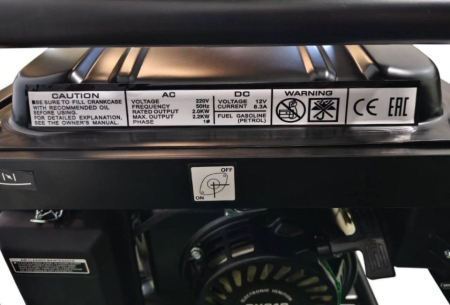 CAUTION
■BE SURE TO FILL CRANKCASE
WITH RECOMMENDED OIL
BEFORE USING.
■FOR DETAILED EXPLANATION,
SEE THE OWNER'S MANUAL.
AC
VOLTAGE 220V
FREQUENCY 50Hz
RATED OUTPUT 2.0KW
MAX. OUTPUT 2.2KW
PHASE 1Ø
DC
VOLTAGE 12V
CURRENT 8.3A
FUEL GASOLINE
(PETROL)
WARNING
CE EAC
OFF
ON